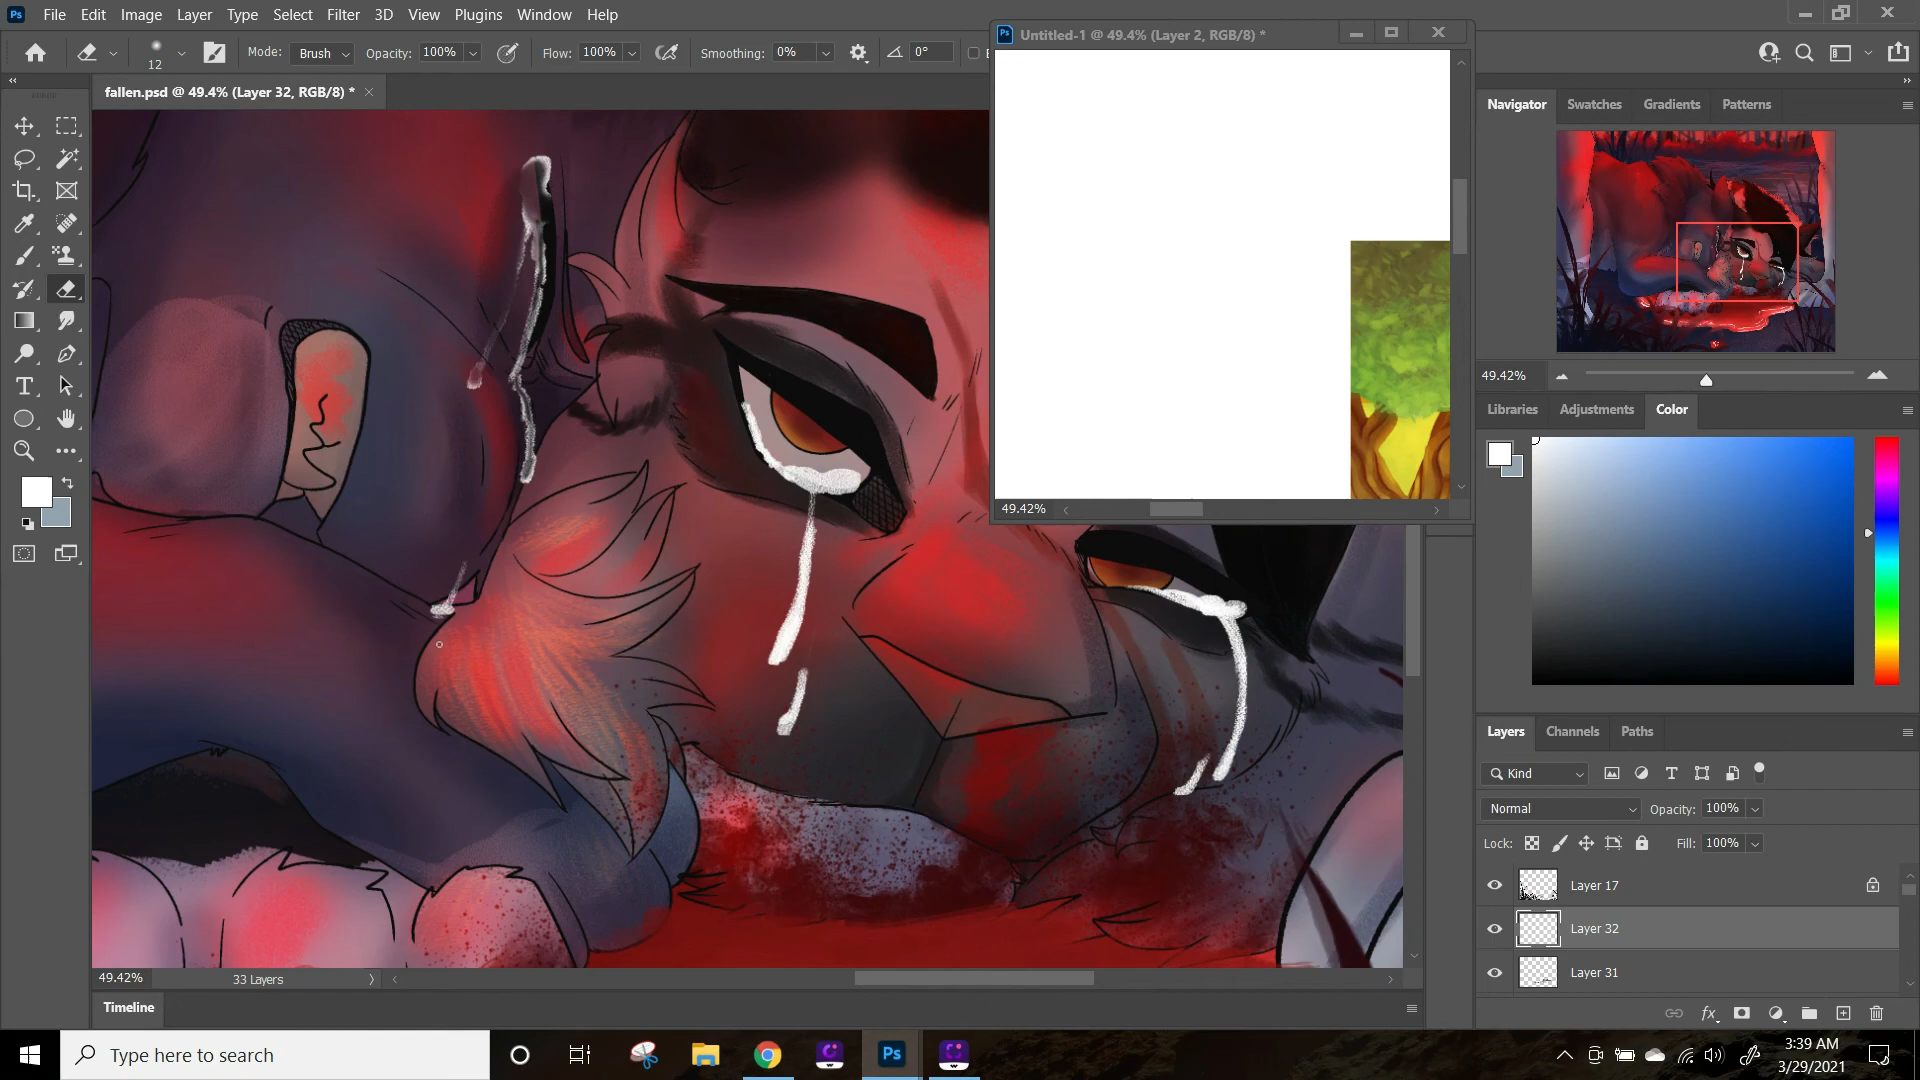 Ps File Edit Image Layer Type Select Filter 3D View Plugins Window Help
12 Mode: Brush Opacity: 100% Flow: 100% Smoothing: 0% 0°
Ps Untitled-1 @ 49.4% (Layer 2, RGB/8) *
fallen.psd @ 49.4% (Layer 32, RGB/8) *
Navigator Swatches Gradients Patterns
49.42%
Libraries Adjustments Color
49.42%
Layers Channels Paths
Kind
Normal Opacity: 100%
Lock: Fill: 100%
Layer 17
Layer 32
Layer 31
49.42% 33 Layers
Timeline
Type here to search
Ps
3:39 AM
3/29/2021